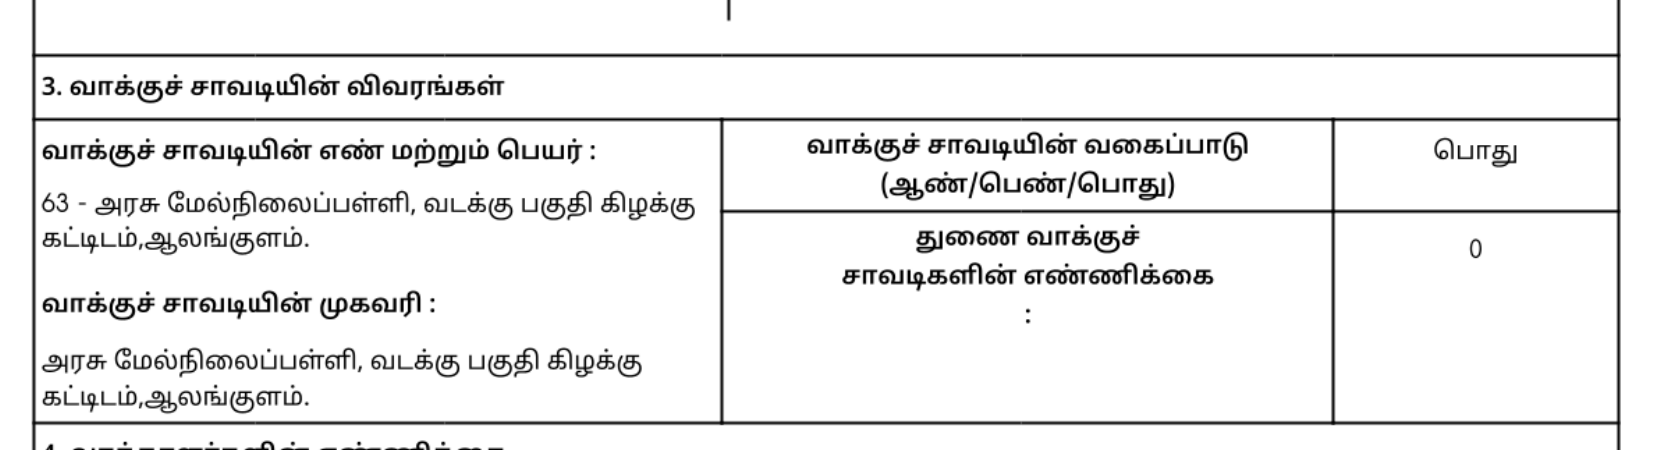 3. வாக்குச் சாவடியின் விவரங்கள்
வாக்குச் சாவடியின் எண் மற்றும் பெயர் :
63 - அரசு மேல்நிலைப்பள்ளி, வடக்கு பகுதி கிழக்கு
கட்டிடம்,ஆலங்குளம்.
வாக்குச் சாவடியின் முகவரி :
அரசு மேல்நிலைப்பள்ளி, வடக்கு பகுதி கிழக்கு
கட்டிடம்,ஆலங்குளம்.
வாக்குச் சாவடியின் வகைப்பாடு
(ஆண்/பெண்/பொது)
பொது
துணை வாக்குச்
சாவடிகளின் எண்ணிக்கை
:
0